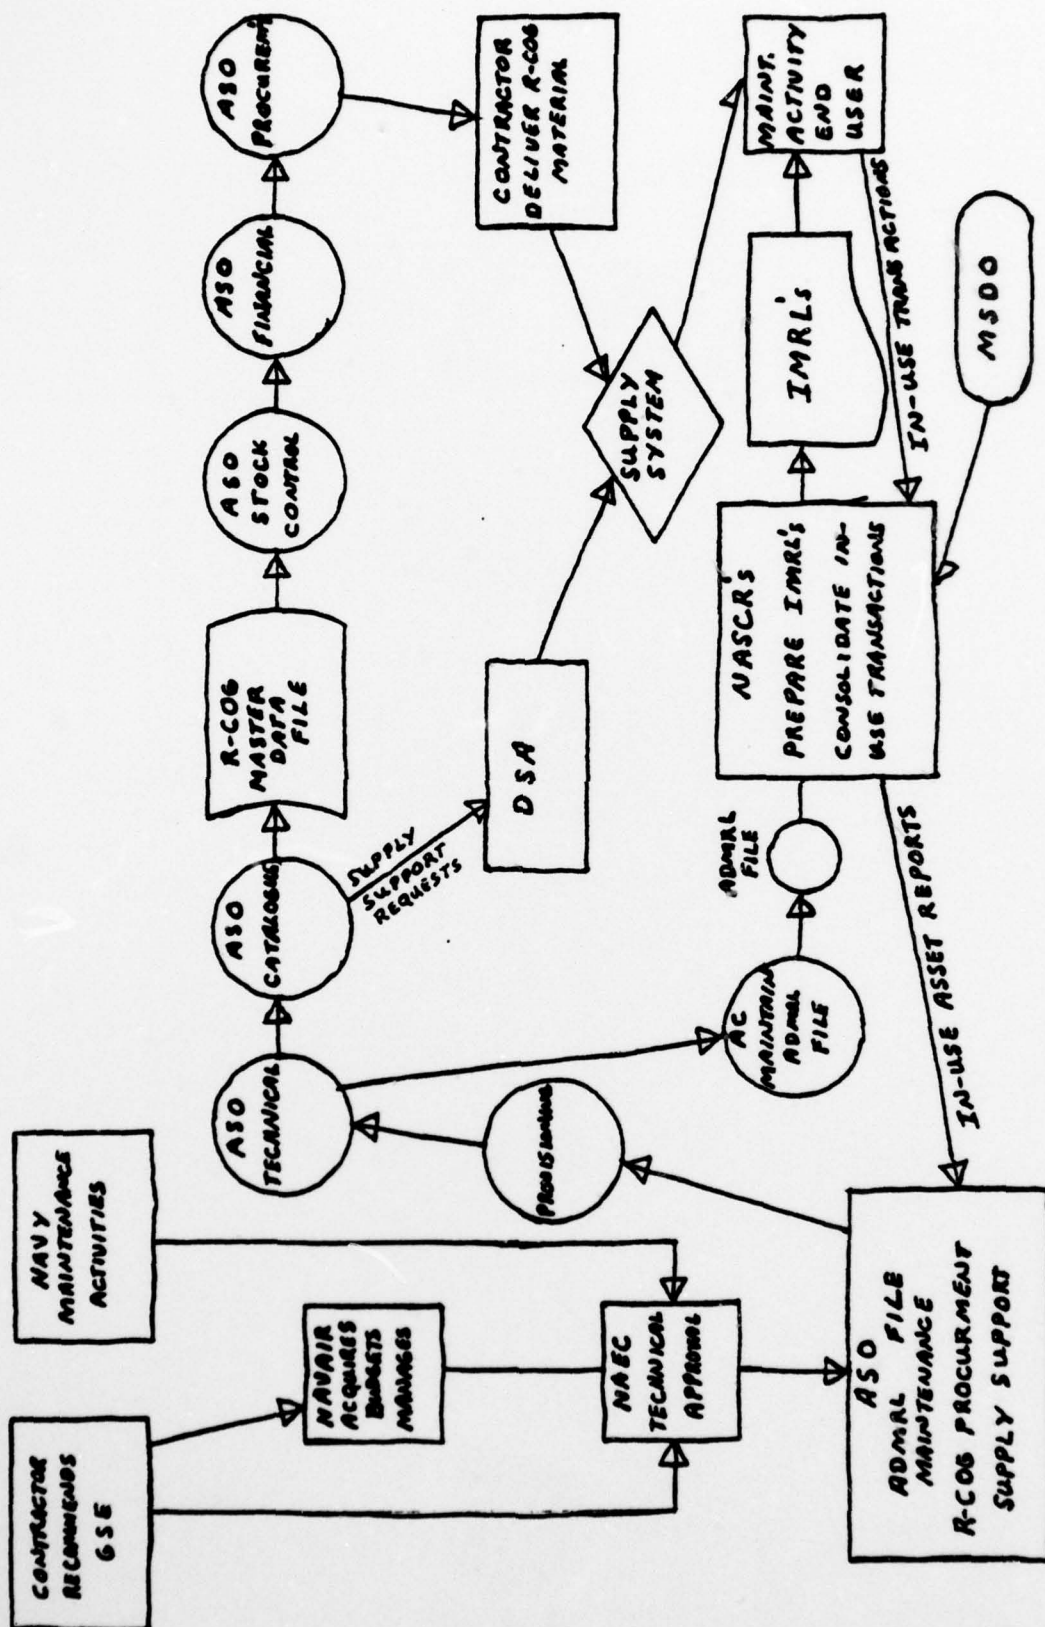 CONTRACTOR
RECOMMENDS
GSE
NAVY
MAINTENANCE
ACTIVITIES
NAVAIR
ACQUIRES
BUDGETS
MANAGES
NAEC
TECHNICAL
APPROVAL
ASO
ADMRL FILE
MAINTENANCE
R-COG PROCURMENT
SUPPLY SUPPORT
PROVISIONING
ASO
TECHNICAL
ASO
CATALOGUE
R-COG
MASTER
DATA
FILE
ASO
STOCK
CONTROL
ASO
FINANCIAL
ASO
PROCUREM'T
SUPPLY
SUPPORT
REQUESTS
DSA
CONTRACTOR
DELIVER R-COG
MATERIAL
SUPPLY
SYSTEM
AC
MAINTAIN
ADMRL
FILE
ADMRL
FILE
NASCR'S
PREPARE IMRL'S
CONSOLIDATE IN-
USE TRANSACTIONS
IMRL'S
MAINT.
ACTIVITY
END
USER
IN-USE TRANSACTIONS
MSDO
IN-USE ASSET REPORTS